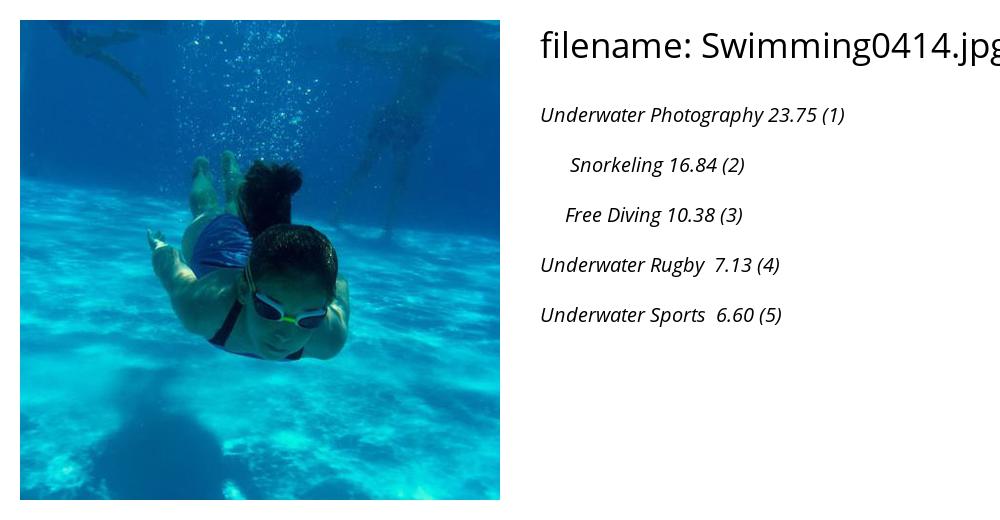 filename: Swimming0414.jpg
Underwater Photography 23.75 (1)
Snorkeling 16.84 (2)
Free Diving 10.38 (3)
Underwater Rugby 7.13 (4)
Underwater Sports 6.60 (5)